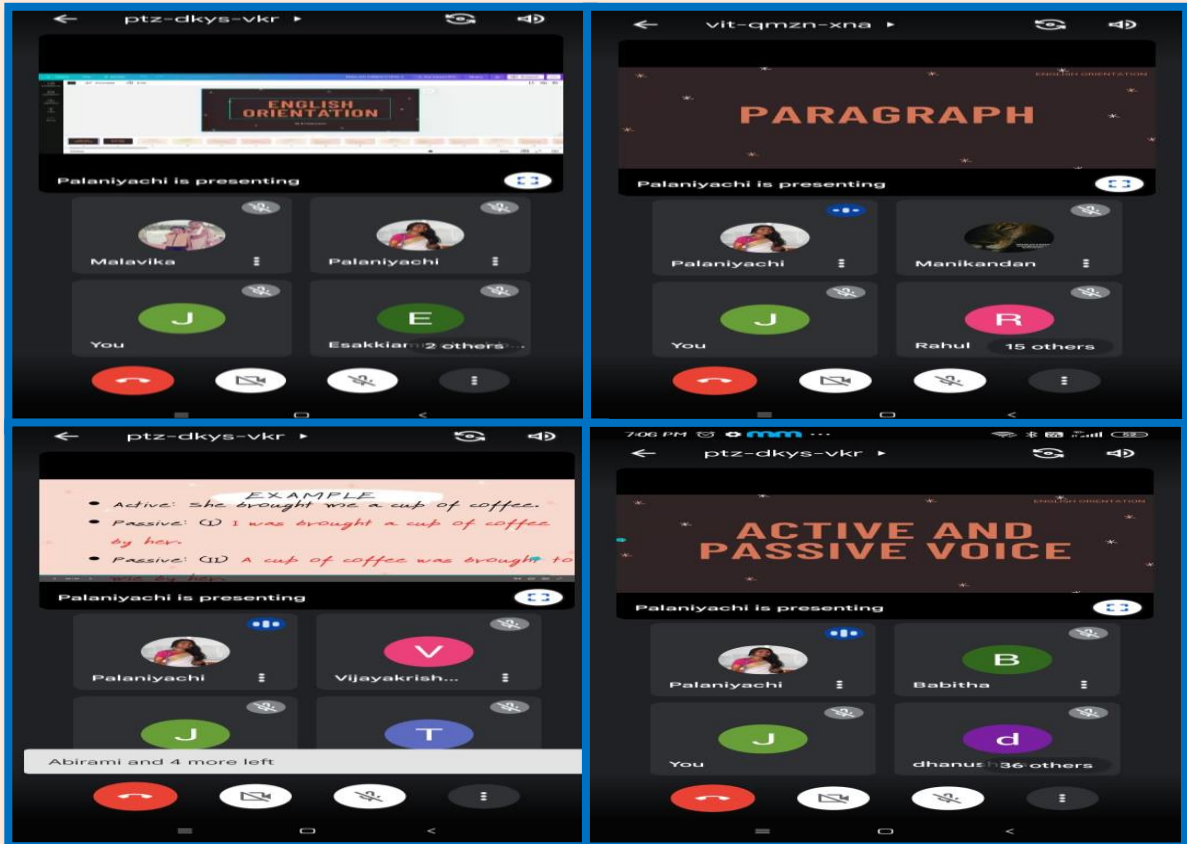 ptz-dkys-vkr
ENGLISH
ORIENTATION
Palaniyachi is presenting
Malavika
Palaniyachi
J
E
You
Esakkiam
2 others
vit-qmzn-xna
ENGLISH ORIENTATION
PARAGRAPH
Palaniyachi is presenting
Palaniyachi
Manikandan
J
R
You
Rahul
15 others
ptz-dkys-vkr
EXAMPLE
• Active: She brought me a cup of coffee.
• Passive: (I) I was brought a cup of coffee
by her.
• Passive: (II) A cup of coffee was brought to
me by her.
Palaniyachi is presenting
V
Palaniyachi
Vijayakrish...
J
T
Abirami and 4 more left
7:06 PM
52
ptz-dkys-vkr
ENGLISH ORIENTATION
ACTIVE AND
PASSIVE VOICE
Palaniyachi is presenting
B
Palaniyachi
Babitha
J
d
You
dhanush
36 others